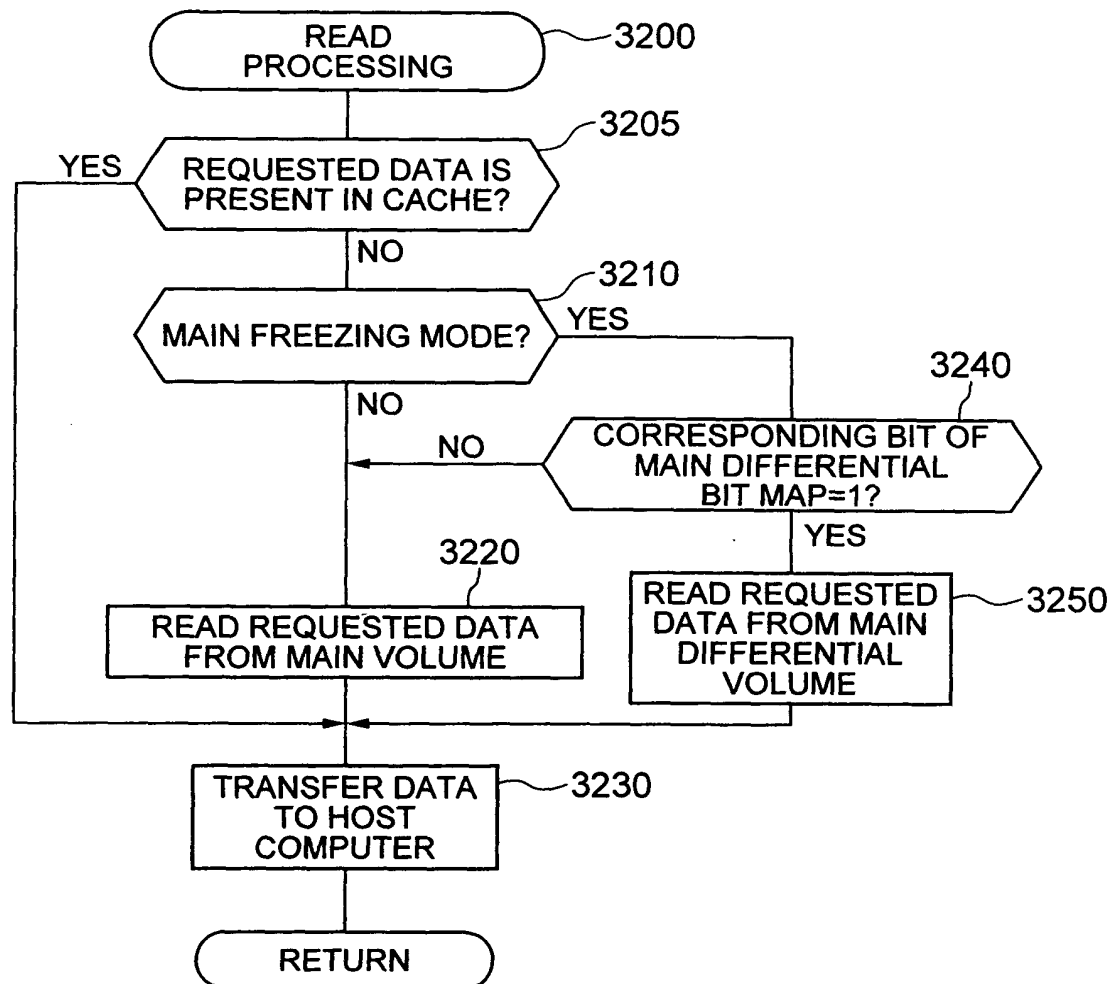 READ
PROCESSING
3200
3205
YES
REQUESTED DATA IS
PRESENT IN CACHE?
NO
3210
MAIN FREEZING MODE?
YES
NO
3240
CORRESPONDING BIT OF
MAIN DIFFERENTIAL
BIT MAP=1?
NO
YES
3220
READ REQUESTED DATA
FROM MAIN VOLUME
READ REQUESTED
DATA FROM MAIN
DIFFERENTIAL
VOLUME
3250
TRANSFER DATA
TO HOST
COMPUTER
3230
RETURN